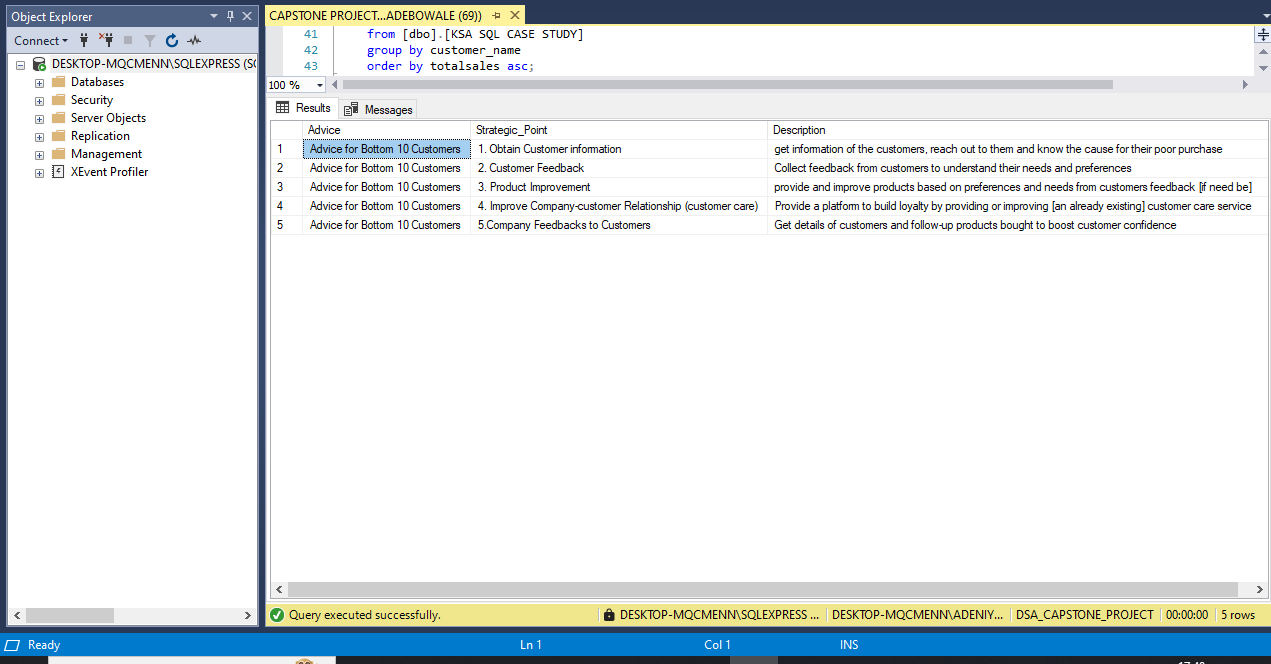 Object Explorer
Connect
DESKTOP-MQCMENN\SQLEXPRESS (SQ
Databases
Security
Server Objects
Replication
Management
XEvent Profiler
CAPSTONE PROJECT...ADEBOWALE (69))
41 from [dbo].[KSA SQL CASE STUDY]
42 group by customer_name
43 order by totalsales asc;
100 %
Results Messages
Advice Strategic_Point Description
1 Advice for Bottom 10 Customers 1. Obtain Customer information get information of the customers, reach out to them and know the cause for their poor purchase
2 Advice for Bottom 10 Customers 2. Customer Feedback Collect feedback from customers to understand their needs and preferences
3 Advice for Bottom 10 Customers 3. Product Improvement provide and improve products based on preferences and needs from customers feedback [if need be]
4 Advice for Bottom 10 Customers 4. Improve Company-customer Relationship (customer care) Provide a platform to build loyalty by providing or improving [an already existing] customer care service
5 Advice for Bottom 10 Customers 5.Company Feedbacks to Customers Get details of customers and follow-up products bought to boost customer confidence
Query executed successfully. DESKTOP-MQCMENN\SQLEXPRESS ... DESKTOP-MQCMENN\ADENIY... DSA_CAPSTONE_PROJECT 00:00:00 5 rows
Ready Ln 1 Col 1 INS